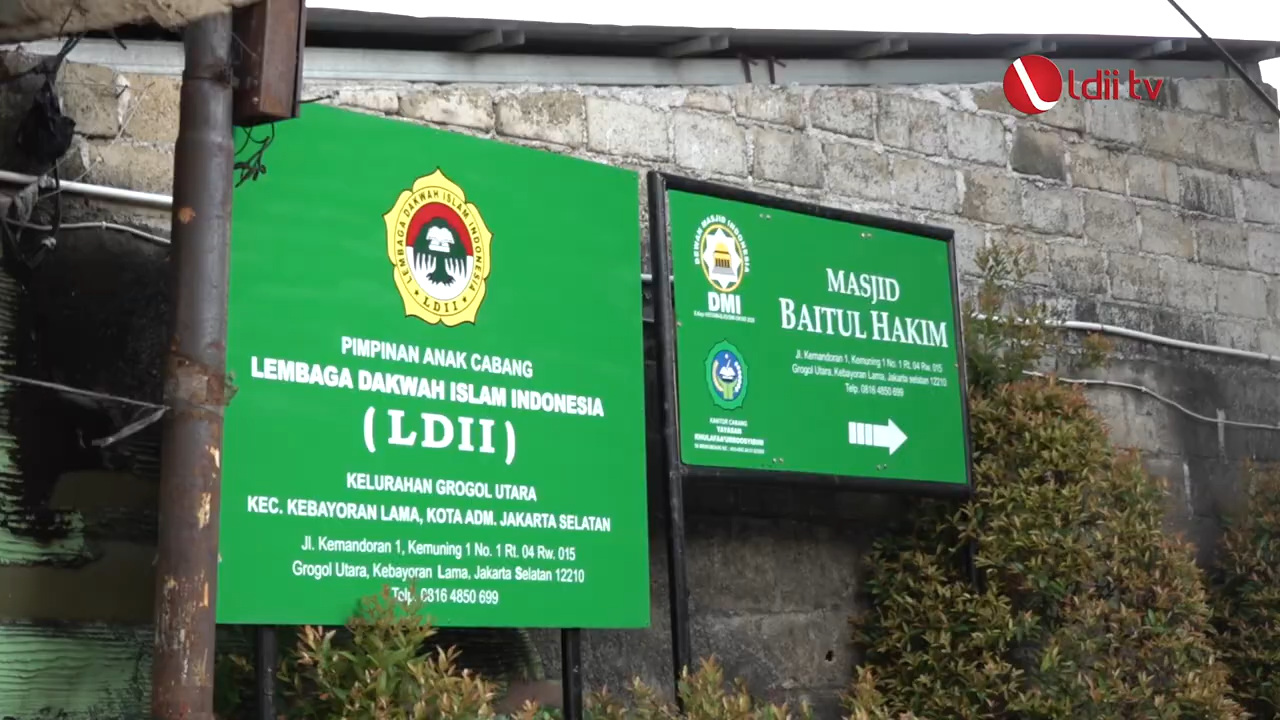 ldii tv
LEMBAGA DAKWAH ISLAM INDONESIA
LDII
PIMPINAN ANAK CABANG
LEMBAGA DAKWAH ISLAM INDONESIA
(LDII)
KELURAHAN GROGOL UTARA
KEC. KEBAYORAN LAMA, KOTA ADM. JAKARTA SELATAN
Jl. Kemandoran 1, Kemuning 1 No. 1 Rt. 04 Rw. 015
Grogol Utara, Kebayoran Lama, Jakarta Selatan 12210
Telp. 0816 4850 699
DEWAN MASJID INDONESIA
DMI
KANTOR CABANG
YAYASAN
MASJID
BAITUL HAKIM
Jl. Kemandoran 1, Kemuning 1 No. 1 Rt. 04 Rw. 015
Grogol Utara, Kebayoran Lama, Jakarta selatan 12210
Telp. 0816 4850 699